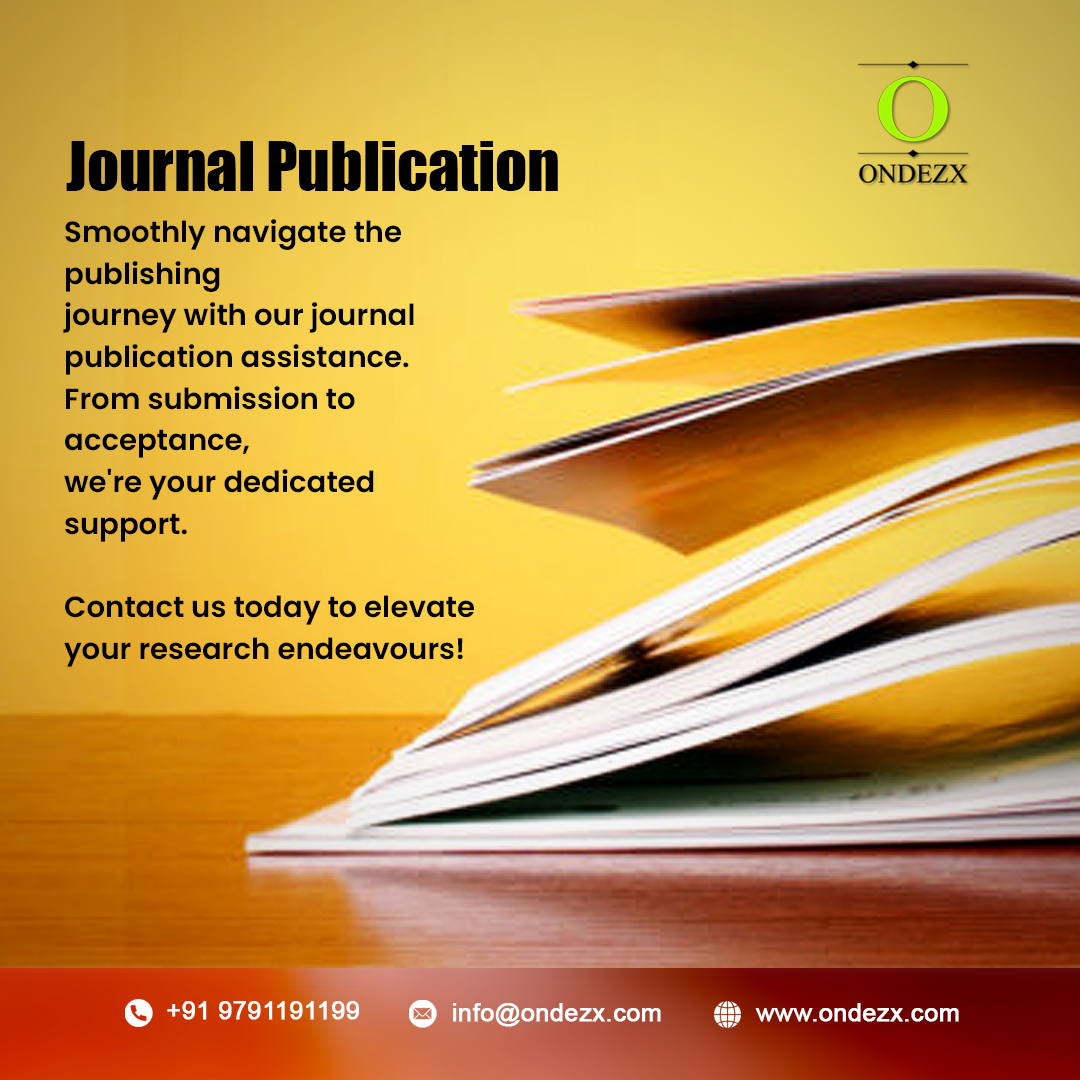 O
ONDEZX
Journal Publication
Smoothly navigate the
publishing
journey with our journal
publication assistance.
From submission to
acceptance,
we're your dedicated
support.
Contact us today to elevate
your research endeavours!
+91 9791191199
info@ondezx.com
www.ondezx.com